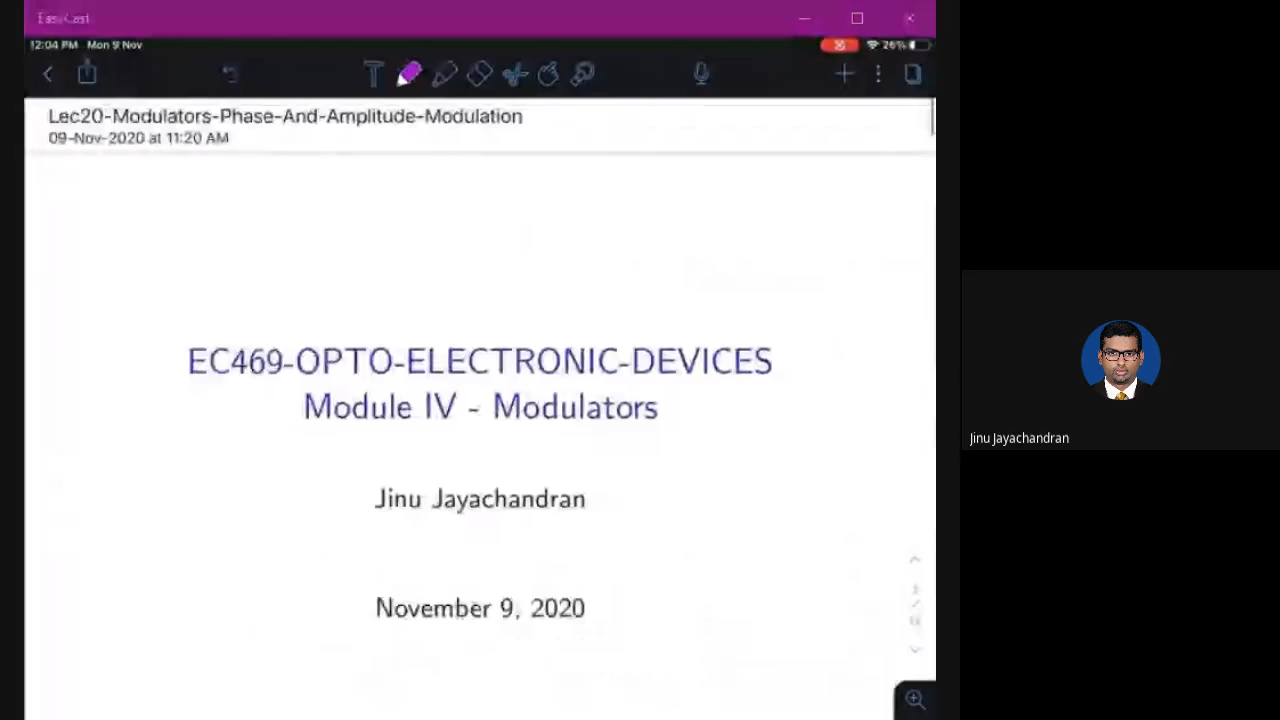 EasyCast
12:04 PM Mon 9 Nov
26%
Lec20-Modulators-Phase-And-Amplitude-Modulation
09-Nov-2020 at 11:20 AM
EC469-OPTO-ELECTRONIC-DEVICES
Module IV - Modulators
Jinu Jayachandran
November 9, 2020
Jinu Jayachandran